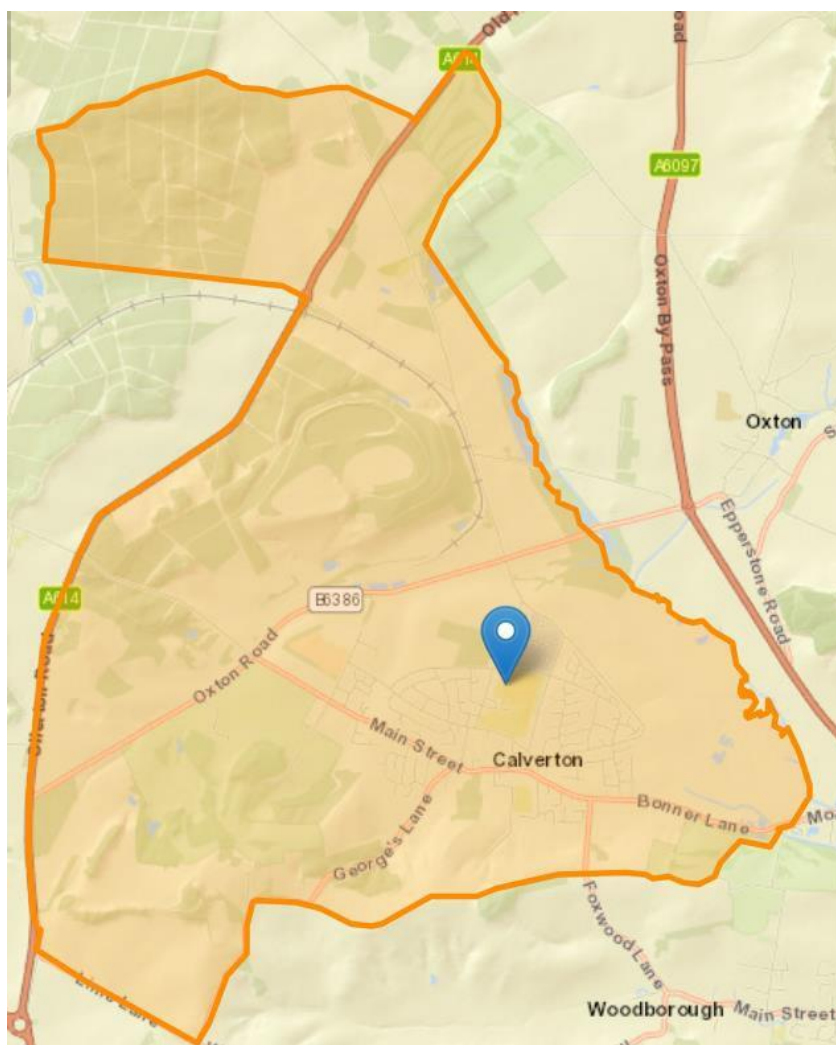 A614
Road
A6097
Oxton By Pass
Oxton
Epperstone Road
A614
B6386
Oxton Road
Main Street
Calverton
George's Lane
Bonner Lane
Foxwood Lane
Woodborough
Main Street